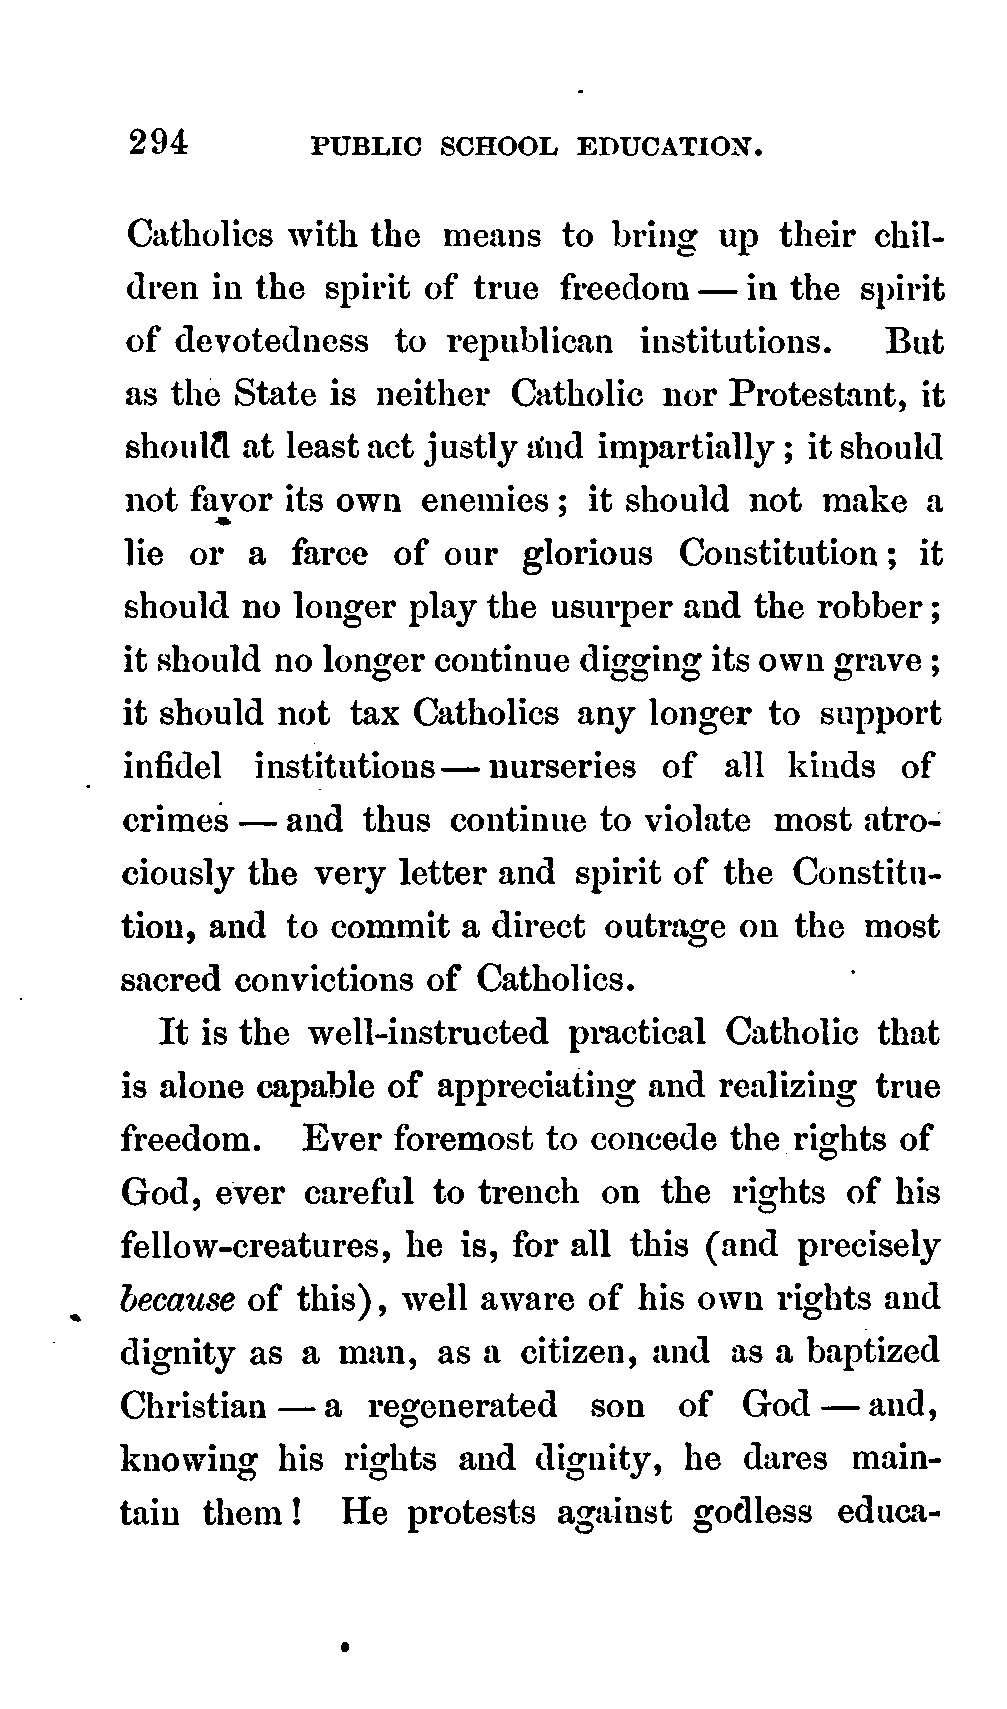 294 PUBLIC SCHOOL EDUCATION.
Catholics with the means to bring up their chil-
dren in the spirit of true freedom — in the spirit
of devotedness to republican institutions. But
as the State is neither Catholic nor Protestant, it
should at least act justly and impartially; it should
not favor its own enemies; it should not make a
lie or a farce of our glorious Constitution; it
should no longer play the usurper and the robber;
it should no longer continue digging its own grave;
it should not tax Catholics any longer to support
infidel institutions — nurseries of all kinds of
crimes — and thus continue to violate most atro-
ciously the very letter and spirit of the Constitu-
tion, and to commit a direct outrage on the most
sacred convictions of Catholics.
It is the well-instructed practical Catholic that
is alone capable of appreciating and realizing true
freedom. Ever foremost to concede the rights of
God, ever careful to trench on the rights of his
fellow-creatures, he is, for all this (and precisely
because of this), well aware of his own rights and
dignity as a man, as a citizen, and as a baptized
Christian — a regenerated son of God — and,
knowing his rights and dignity, he dares main-
tain them! He protests against godless educa-